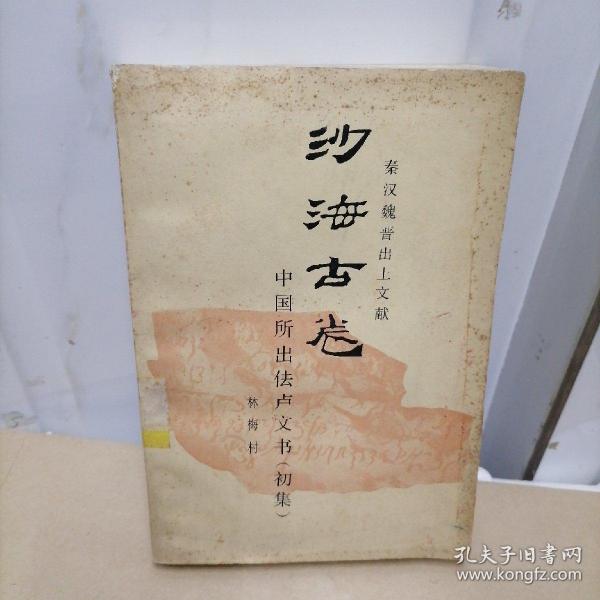 秦汉魏晋出土文献
沙海古卷
中国所出佉卢文书（初集）
林梅村
孔夫子旧书网
www.kongfz.com